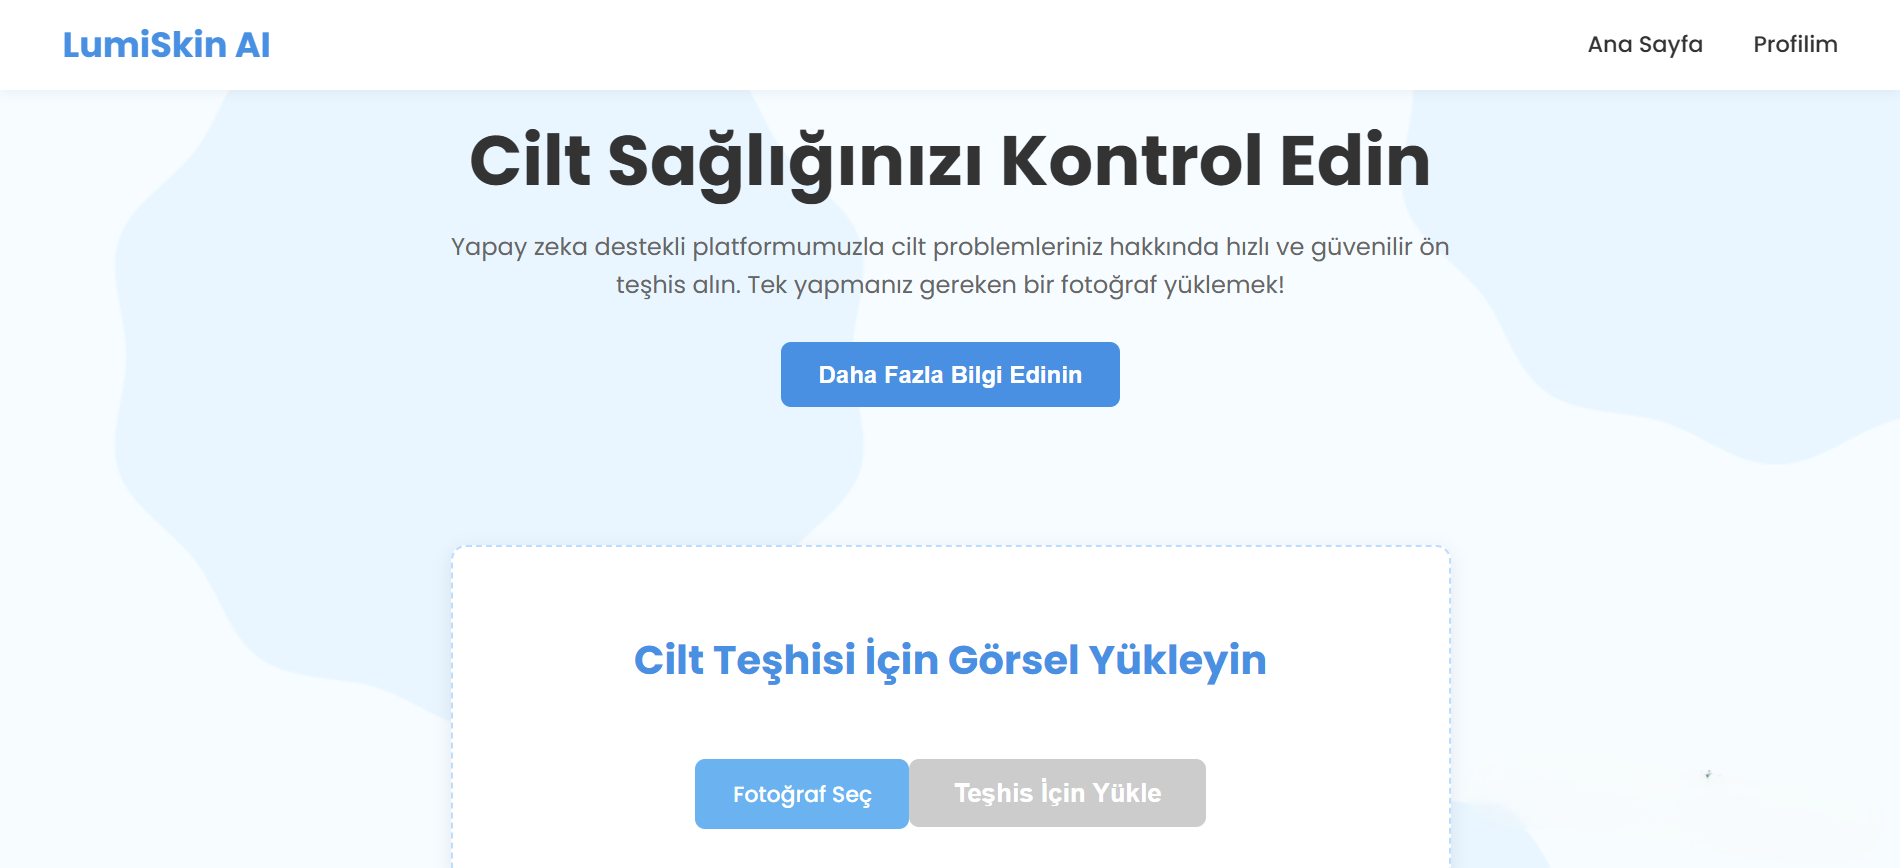 LumiSkin AI
Ana Sayfa
Profilim
Cilt Sağlığınızı Kontrol Edin
Yapay zeka destekli platformumuzla cilt problemleriniz hakkında hızlı ve güvenilir ön
teşhis alın. Tek yapmanız gereken bir fotoğraf yüklemek!
Daha Fazla Bilgi Edinin
Cilt Teşhisi İçin Görsel Yükleyin
Fotoğraf Seç
Teşhis İçin Yükle